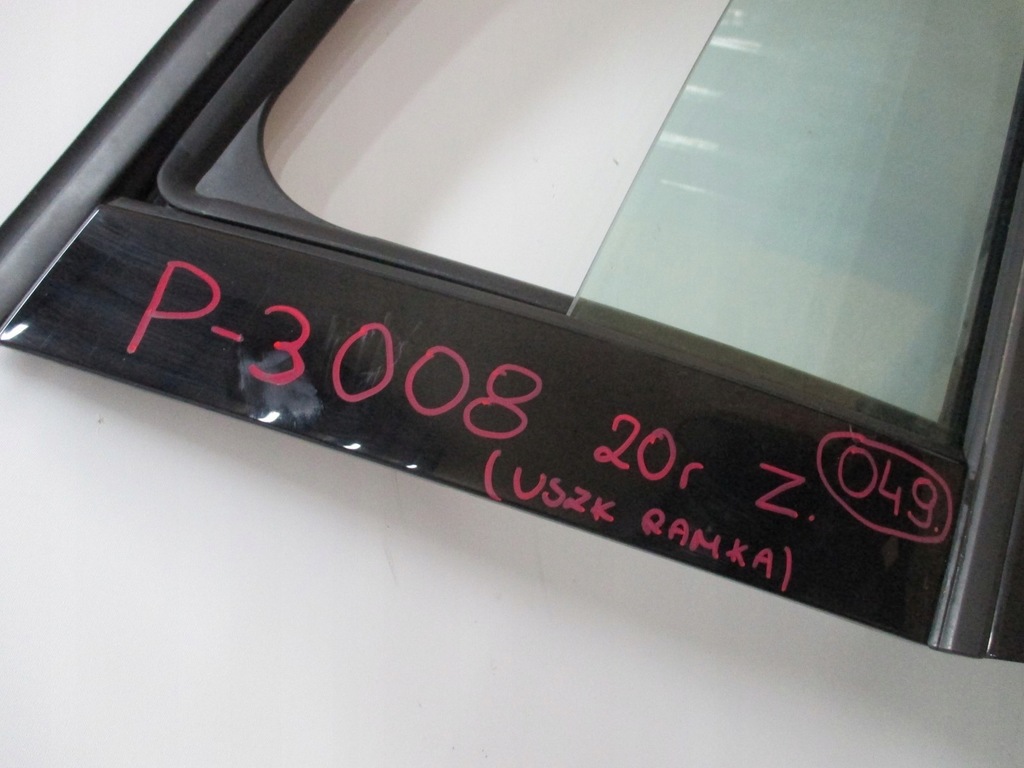 P-3008 20r Z. 049.
(USZK RAMKA)